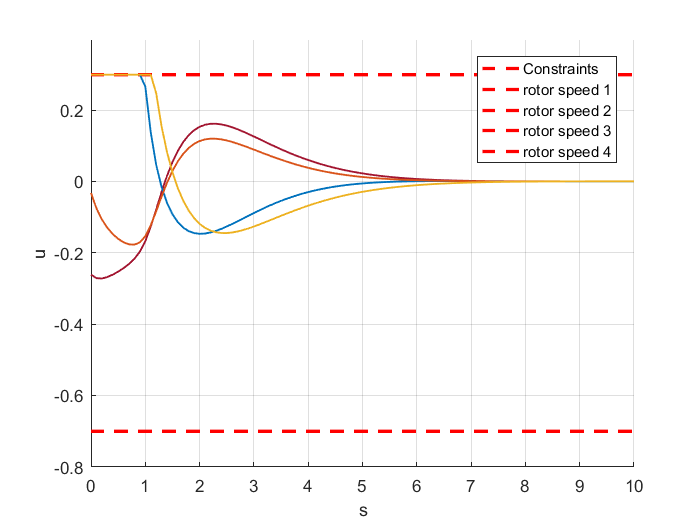 Constraints
rotor speed 1
rotor speed 2
rotor speed 3
rotor speed 4
0.2
0
-0.2
-0.4
-0.6
-0.8
u
0 1 2 3 4 5 6 7 8 9 10
s